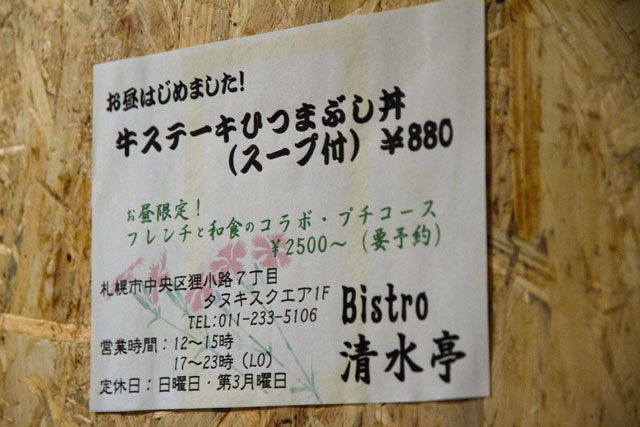 お昼はじめました!
牛ステーキひつまぶし丼
(スープ付) ¥880
お昼限定!
フレンチと和食のコラボ・プチコース
¥2500～(要予約)
札幌市中央区狸小路7丁目
タヌキスクエア1F
TEL:011-233-5106
営業時間:12～15時
17～23時(LO)
定休日:日曜日・第3月曜日
Bistro
清水亭